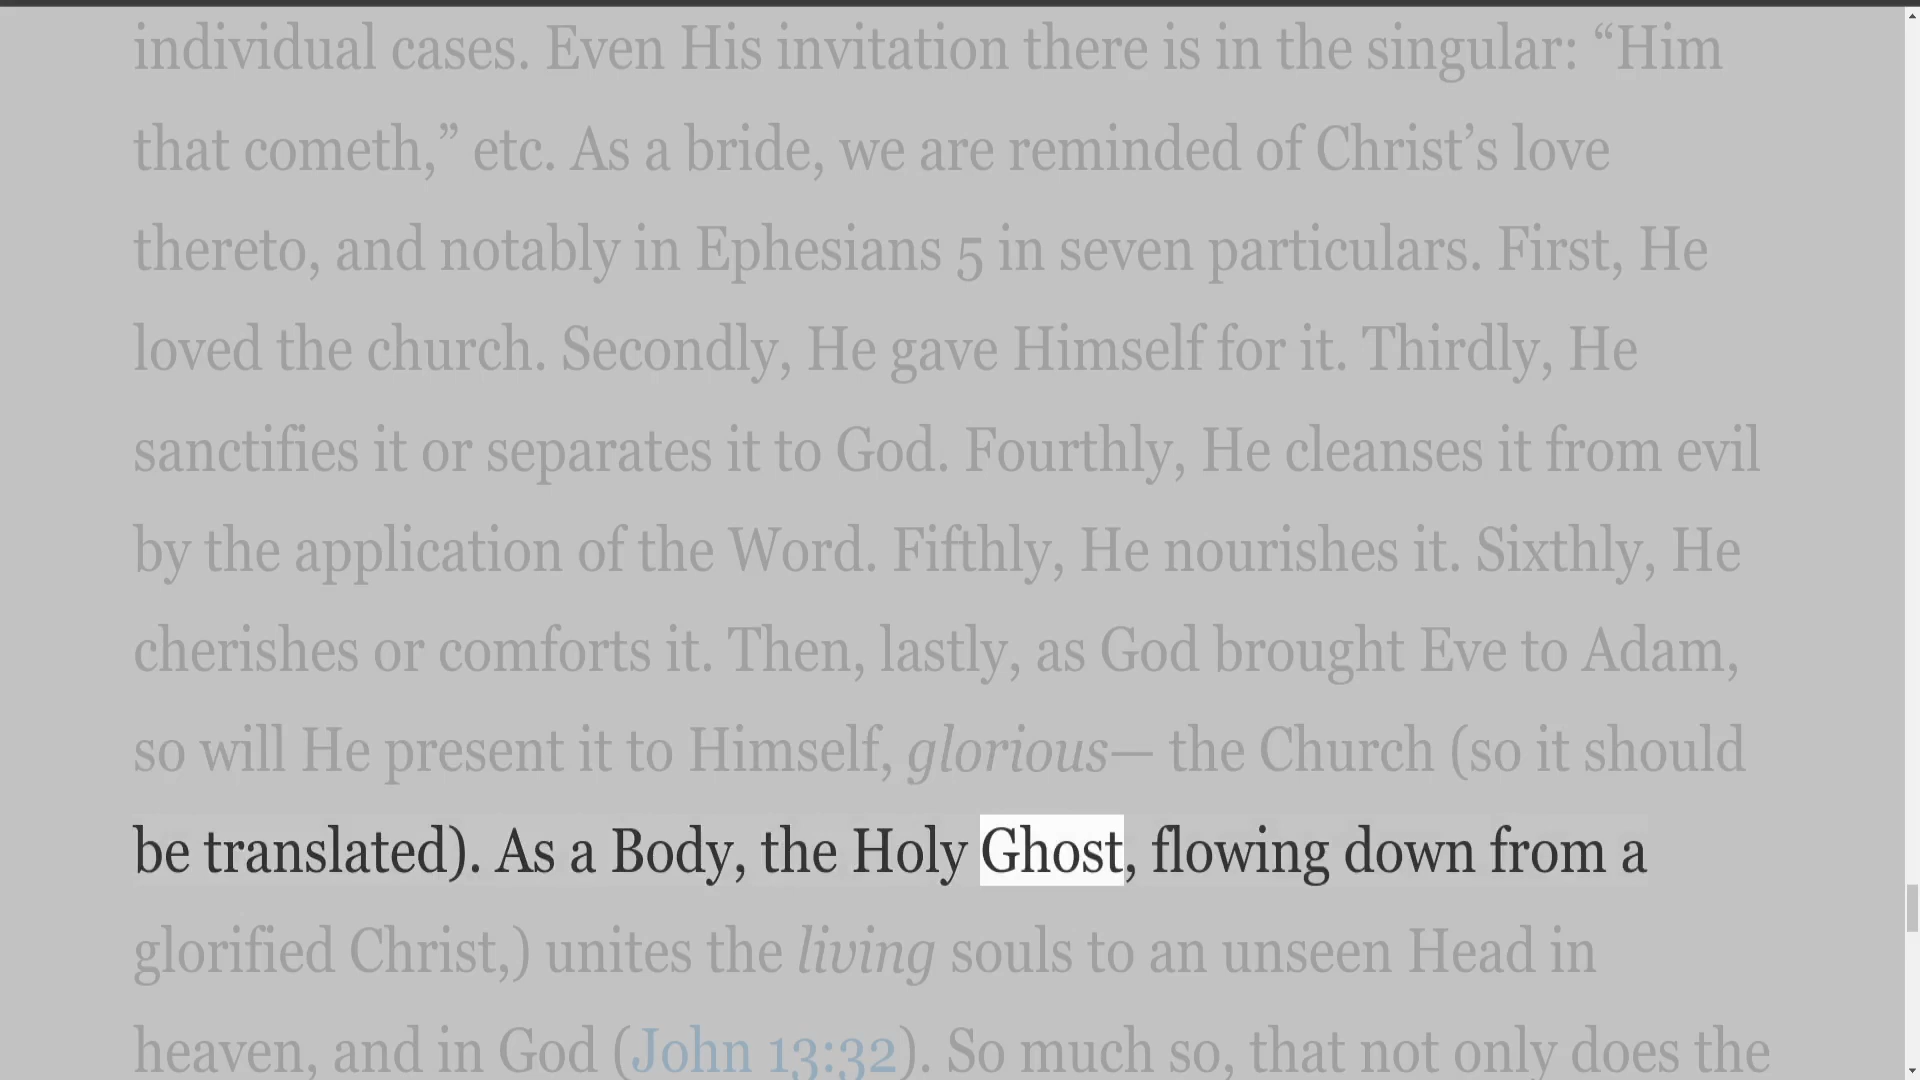 individual cases. Even His invitation there is in the singular: “Him
that cometh,” etc. As a bride, we are reminded of Christ’s love
thereto, and notably in Ephesians 5 in seven particulars. First, He
loved the church. Secondly, He gave Himself for it. Thirdly, He
sanctifies it or separates it to God. Fourthly, He cleanses it from evil
by the application of the Word. Fifthly, He nourishes it. Sixthly, He
cherishes or comforts it. Then, lastly, as God brought Eve to Adam,
so will He present it to Himself, glorious— the Church (so it should
be translated). As a Body, the Holy Ghost, flowing down from a
glorified Christ,) unites the living souls to an unseen Head in
heaven, and in God (John 13:32). So much so, that not only does the